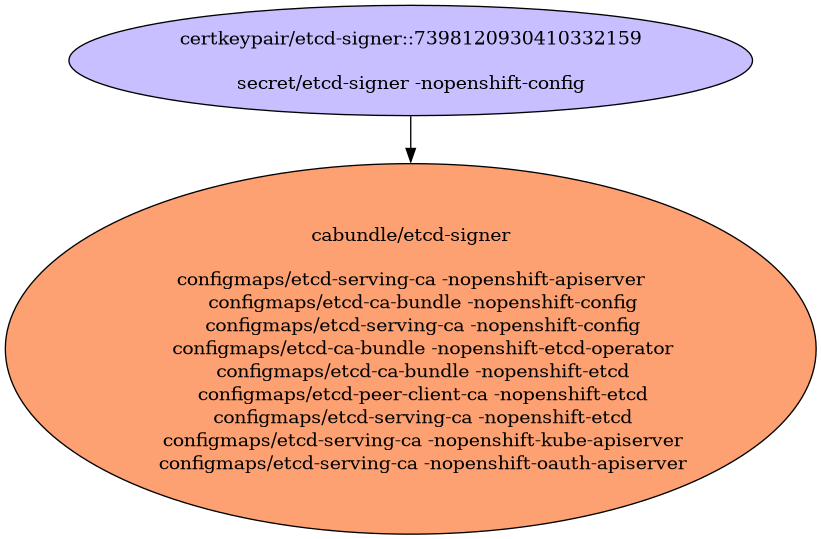 certkeypair/etcd-signer::7398120930410332159
secret/etcd-signer -nopenshift-config
cabundle/etcd-signer
configmaps/etcd-serving-ca -nopenshift-apiserver
configmaps/etcd-ca-bundle -nopenshift-config
configmaps/etcd-serving-ca -nopenshift-config
configmaps/etcd-ca-bundle -nopenshift-etcd-operator
configmaps/etcd-ca-bundle -nopenshift-etcd
configmaps/etcd-peer-client-ca -nopenshift-etcd
configmaps/etcd-serving-ca -nopenshift-etcd
configmaps/etcd-serving-ca -nopenshift-kube-apiserver
configmaps/etcd-serving-ca -nopenshift-oauth-apiserver